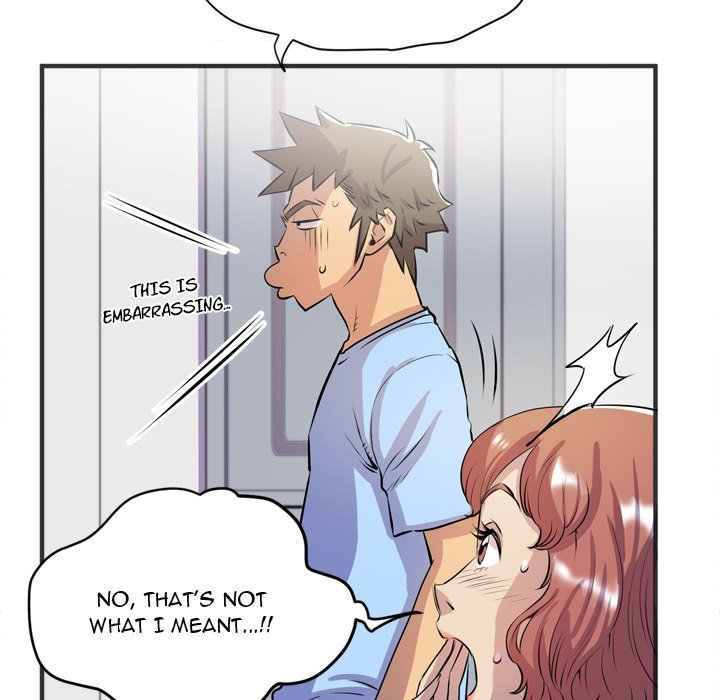 THIS IS
EMBARRASSING...
NO, THAT'S NOT
WHAT I MEANT...!!